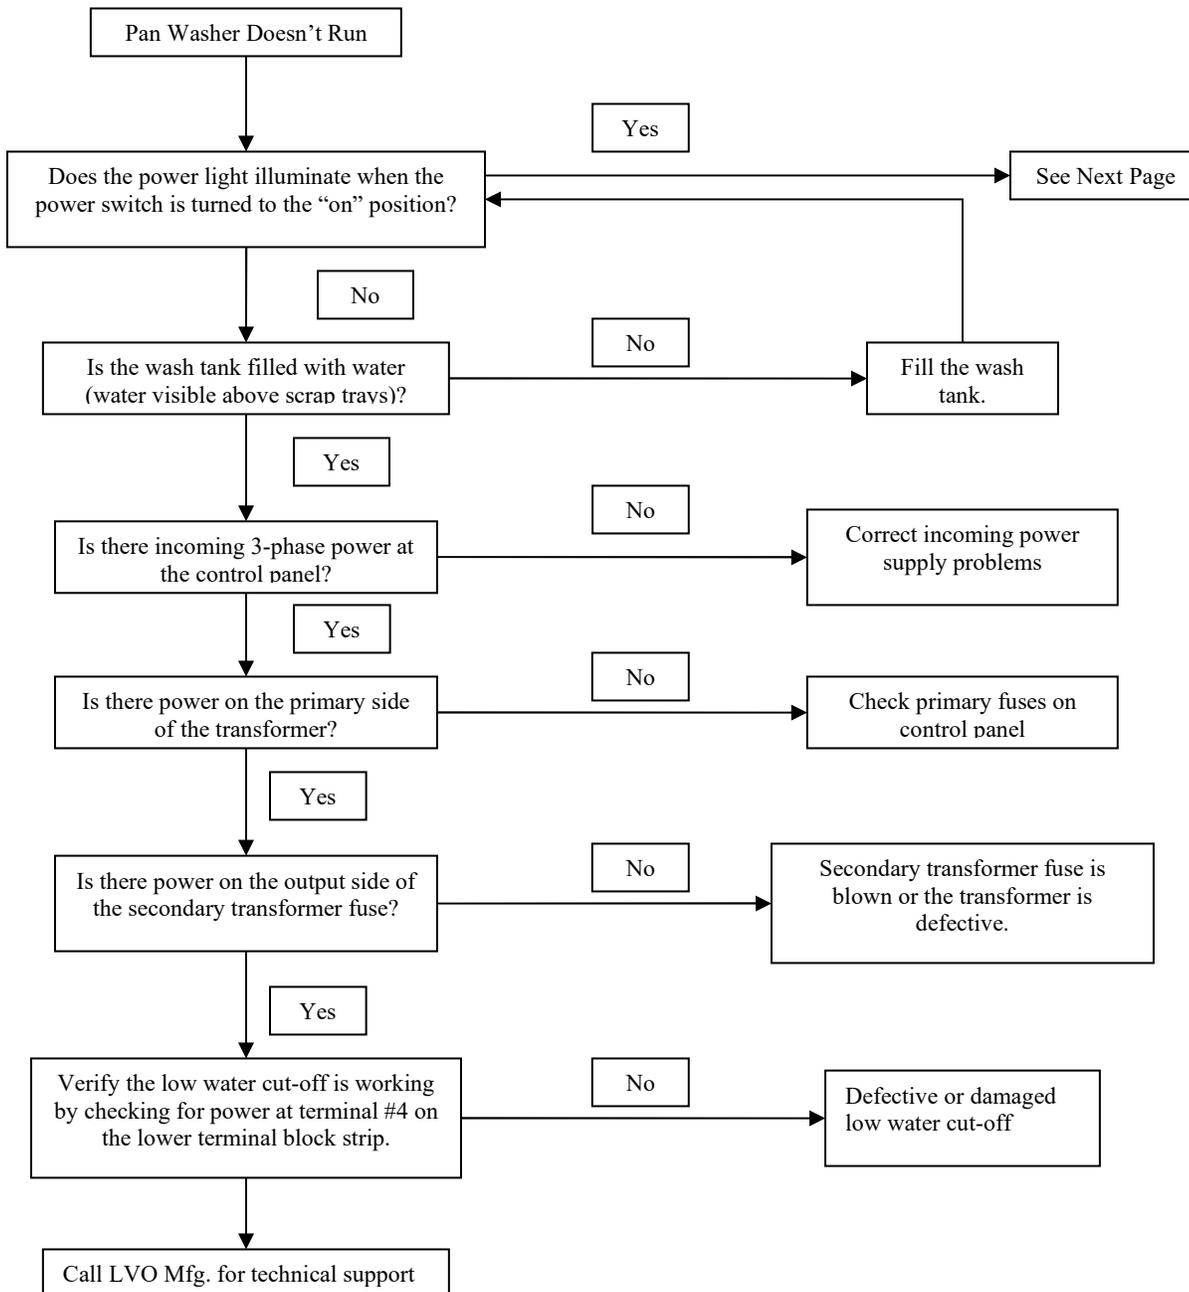 Pan Washer Doesn’t Run
Yes
Does the power light illuminate when the
power switch is turned to the “on” position?
See Next Page
No
No
Is the wash tank filled with water
(water visible above scrap trays)?
Fill the wash
tank.
Yes
No
Is there incoming 3-phase power at
the control panel?
Correct incoming power
supply problems
Yes
No
Is there power on the primary side
of the transformer?
Check primary fuses on
control panel
Yes
No
Is there power on the output side of
the secondary transformer fuse?
Secondary transformer fuse is
blown or the transformer is
defective.
Yes
No
Verify the low water cut-off is working
by checking for power at terminal #4 on
the lower terminal block strip.
Defective or damaged
low water cut-off
Call LVO Mfg. for technical support